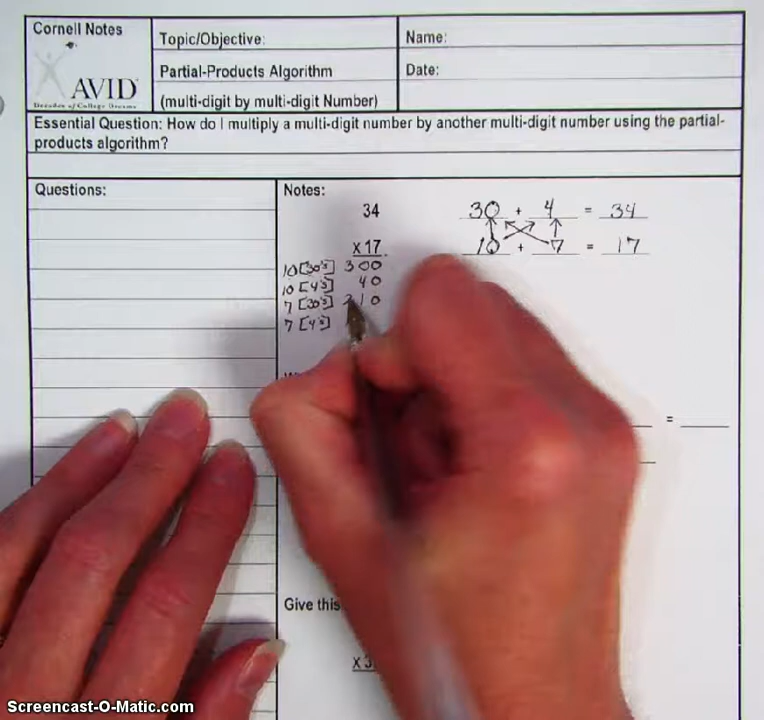 Cornell Notes
AVID
Decades of College Dreams
Topic/Objective:
Partial-Products Algorithm
(multi-digit by multi-digit Number)
Name:
Date:
Essential Question: How do I multiply a multi-digit number by another multi-digit number using the partial-
products algorithm?
Questions:
Notes:
34
x 17
10 [30's] 300
10 [4's] 40
7 [30's] 210
7 [4's]
30 + 4 = 34
10 + 7 = 17
=
Give this
x 3
Screencast-O-Matic.com